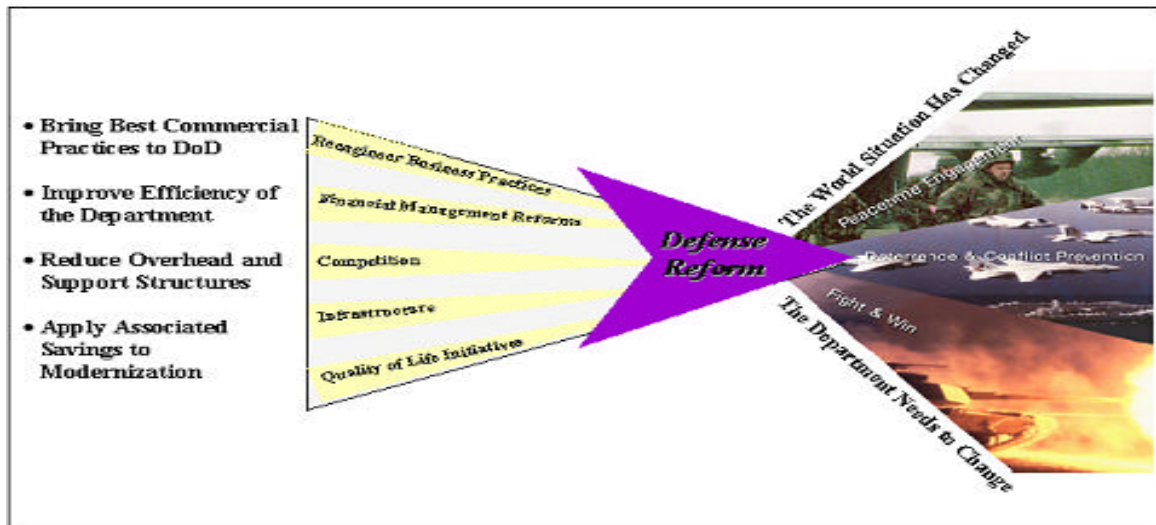 • Bring Best Commercial
Practices to DoD
• Improve Efficiency of
the Department
• Reduce Overhead and
Support Structures
• Apply Associated
Savings to
Modernization
Reengineer Business Practices
Financial Management Reforms
Competition
Infrastructure
Quality of Life Initiatives
Defense
Reform
The World Situation Has Changed
Peacetime Engagement
Deterrence & Conflict Prevention
Fight & Win
The Department Needs to Change